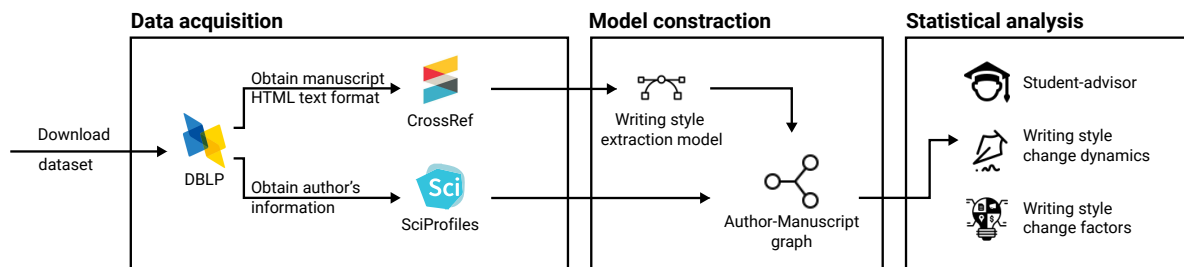 Data acquisition
Model constraction
Statistical analysis
Download
dataset
DBLP
Obtain manuscript
HTML text format
CrossRef
Obtain author's
information
Sci
SciProfiles
Writing style
extraction model
Author-Manuscript
graph
Student-advisor
Writing style
change dynamics
$
Writing style
change factors